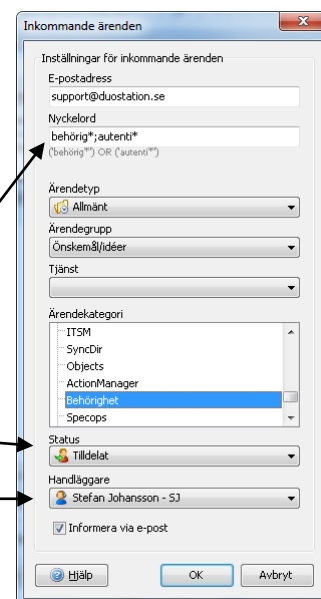 Inkommande ärenden
Inställningar för inkommande ärenden
E-postadress
support@duostation.se
Nyckelord
behörig*;autenti*
('behörig*') OR ('autenti*')
Ärendetyp
Allmänt
Ärendegrupp
Önskemål/idéer
Tjänst
Ärendekategori
ITSM
SyncDir
Objects
ActionManager
Behörighet
Specops
Status
Tilldelat
Handläggare
Stefan Johansson - SJ
Informera via e-post
Hjälp OK Avbryt